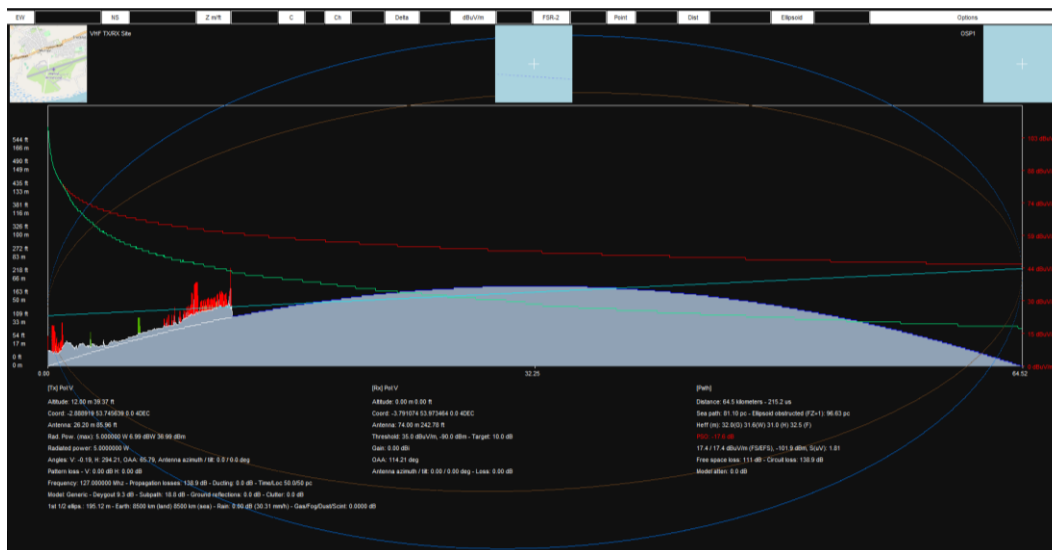 EW NS Z m/ft C Ch Delta dBuV/m FSR-2 Point Dist Ellipsoid Options
VHF TX/RX Site
OSP1
544 ft
166 m
490 ft
149 m
435 ft
133 m
381 ft
116 m
326 ft
100 m
272 ft
83 m
218 ft
66 m
163 ft
50 m
109 ft
33 m
54 ft
17 m
0 ft
0 m
0.00 32.25 64.52
[Tx] Pol:V
Altitude: 12.00 m 39.37 ft
Coord: -2.888919 53.745839 0.0 4DEC
Antenna: 26.20 m 85.96 ft
Rad. Pow. (max): 5.000000 W 6.99 dBW 36.99 dBm
Radiated power: 5.0000000 W
Angles: V: -0.19, H: 294.21, OAA: 65.79, Antenna azimuth / tilt: 0.0 / 0.0 deg
Pattern loss - V: 0.00 dB H: 0.00 dB
Frequency: 127.000000 Mhz - Propagation losses: 138.9 dB - Ducting: 0.0 dB - Time/Loc 50.0/50 pc
Model: Generic - Deygout 9.3 dB - Subpath: 18.0 dB - Ground reflections: 0.0 dB - Clutter: 0.0 dB
1st 1/2 ellips.: 195.12 m - Earth: 8500 km (land) 8500 km (sea) - Rain: 0.60 dB (30.31 mm/h) - Gas/Fog/Dust/Scint: 0.0000 dB
[Rx] Pol:V
Altitude: 0.00 m 0.00 ft
Coord: -3.791074 53.973464 0.0 4DEC
Antenna: 74.00 m 242.78 ft
Threshold: 35.0 dBuV/m, -90.0 dBm - Target: 10.0 dB
Gain: 0.00 dBi
OAA: 114.21 deg
Antenna azimuth / tilt: 0.00 / 0.00 deg - Loss: 0.00 dB
[Path]
Distance: 64.5 kilometers - 215.2 us
Sea path: 81.10 pc - Ellipsoid obstructed (FZ=1): 96.63 pc
Heff (m): 32.0(G) 31.6(W) 31.0 (H) 32.5 (F)
FSD: -17.6 dB
17.4 / 17.4 dBuV/m (FS/EFS), -101.9 dBm, S(uV): 1.81
Free space loss: 111 dB - Circuit loss: 138.9 dB
Model atten: 0.0 dB